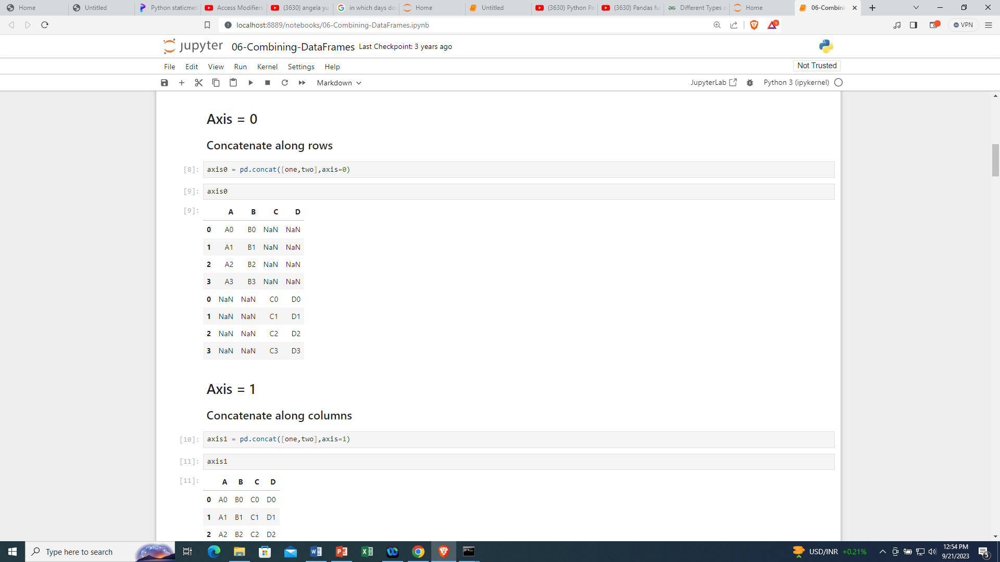 Home
Untitled
Python staticmet
Access Modifiers
(3630) angela yu
in which days do
Home
Untitled
(3630) Python Pa
(3630) Pandas fu
Different Types o
Home
06-Combini
localhost:8889/notebooks/06-Combining-DataFrames.ipynb
1
VPN
jupyter 06-Combining-DataFrames Last Checkpoint: 3 years ago
File Edit View Run Kernel Settings Help
Not Trusted
Markdown
JupyterLab
Python 3 (ipykernel)
Axis = 0
Concatenate along rows
[8]: axis0 = pd.concat([one,two],axis=0)
[9]: axis0
[9]: A B C D
0 A0 B0 NaN NaN
1 A1 B1 NaN NaN
2 A2 B2 NaN NaN
3 A3 B3 NaN NaN
0 NaN NaN C0 D0
1 NaN NaN C1 D1
2 NaN NaN C2 D2
3 NaN NaN C3 D3
Axis = 1
Concatenate along columns
[10]: axis1 = pd.concat([one,two],axis=1)
[11]: axis1
[11]: A B C D
0 A0 B0 C0 D0
1 A1 B1 C1 D1
2 A2 B2 C2 D2
Type here to search
USD/INR +0.21%
12:54 PM
9/21/2023
5